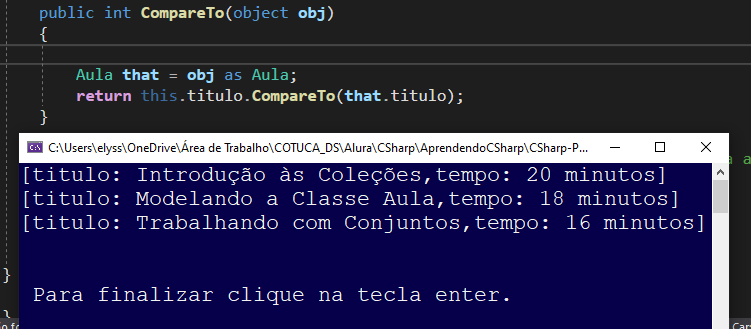 public int CompareTo(object obj)
{
Aula that = obj as Aula;
return this.titulo.CompareTo(that.titulo);
}
C:\Users\elyss\OneDrive\Área de Trabalho\COTUCA_DS\Alura\CSharp\AprendendoCSharp\CSharp-P...
[titulo: Introdução às Coleções,tempo: 20 minutos]
[titulo: Modelando a Classe Aula,tempo: 18 minutos]
[titulo: Trabalhando com Conjuntos,tempo: 16 minutos]
}
Para finalizar clique na tecla enter.
}